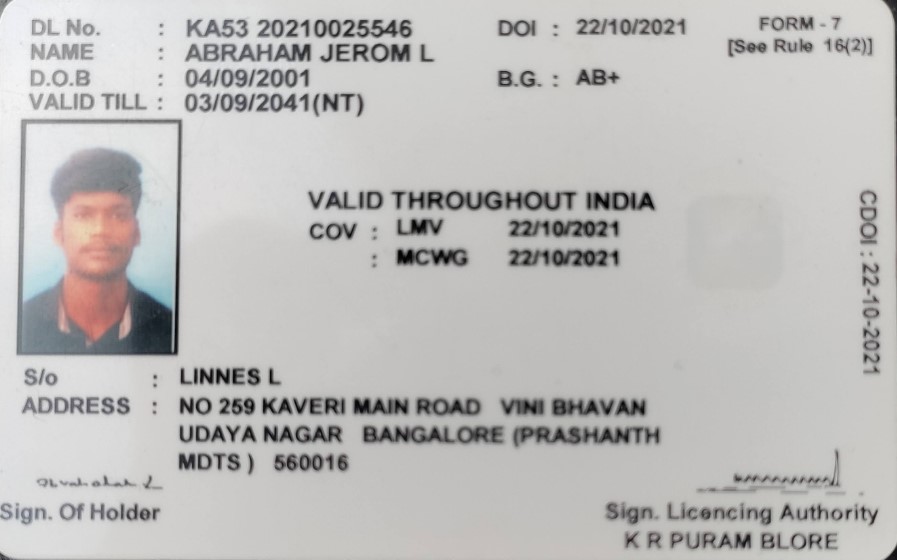 DL No. : KA53 20210025546 DOI : 22/10/2021 FORM - 7
NAME : ABRAHAM JEROM L [See Rule 16(2)]
D.O.B : 04/09/2001 B.G. : AB+
VALID TILL : 03/09/2041(NT)
VALID THROUGHOUT INDIA
COV : LMV 22/10/2021
: MCWG 22/10/2021
CDOI : 22-10-2021
S/o : LINNES L
ADDRESS : NO 259 KAVERI MAIN ROAD VINI BHAVAN
UDAYA NAGAR BANGALORE (PRASHANTH
MDTS ) 560016
Sign. Of Holder
Sign. Licencing Authority
K R PURAM BLORE